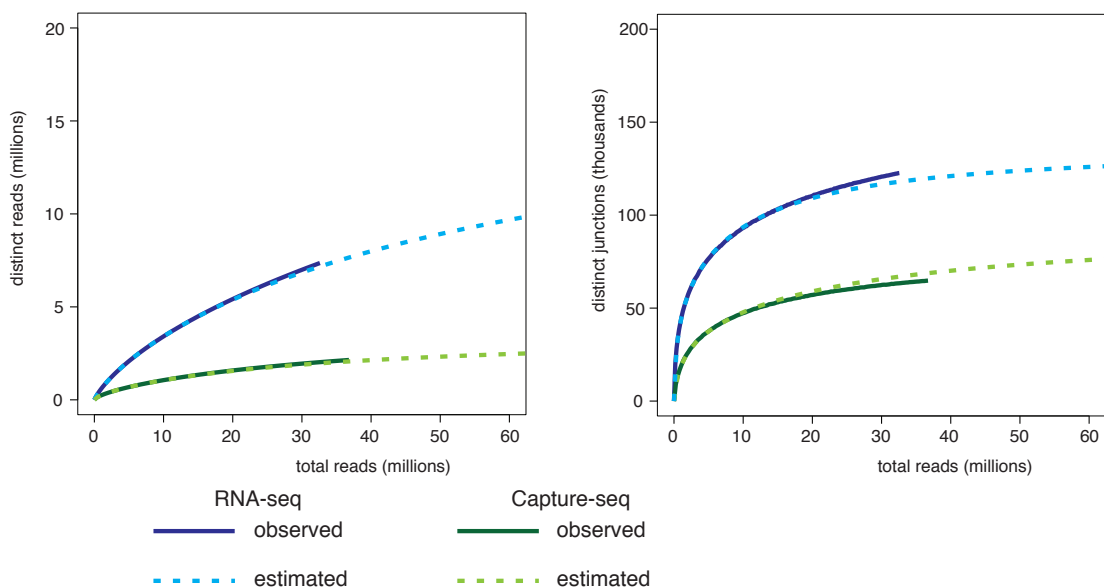 distinct reads (millions)
20
15
10
5
0
0 10 20 30 40 50 60
total reads (millions)
distinct junctions (thousands)
200
150
100
50
0
0 10 20 30 40 50 60
total reads (millions)
RNA-seq
observed
estimated
Capture-seq
observed
estimated